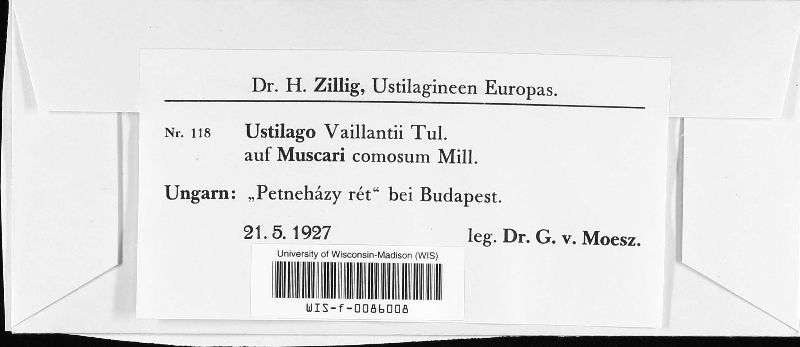 Dr. H. Zillig, Ustilagineen Europas.
Nr. 118 Ustilago Vaillantii Tul.
auf Muscari comosum Mill.
Ungarn: „Petneházy rét“ bei Budapest.
21. 5. 1927 leg. Dr. G. v. Moesz.
University of Wisconsin-Madison (WIS)
WIS-f-0086008